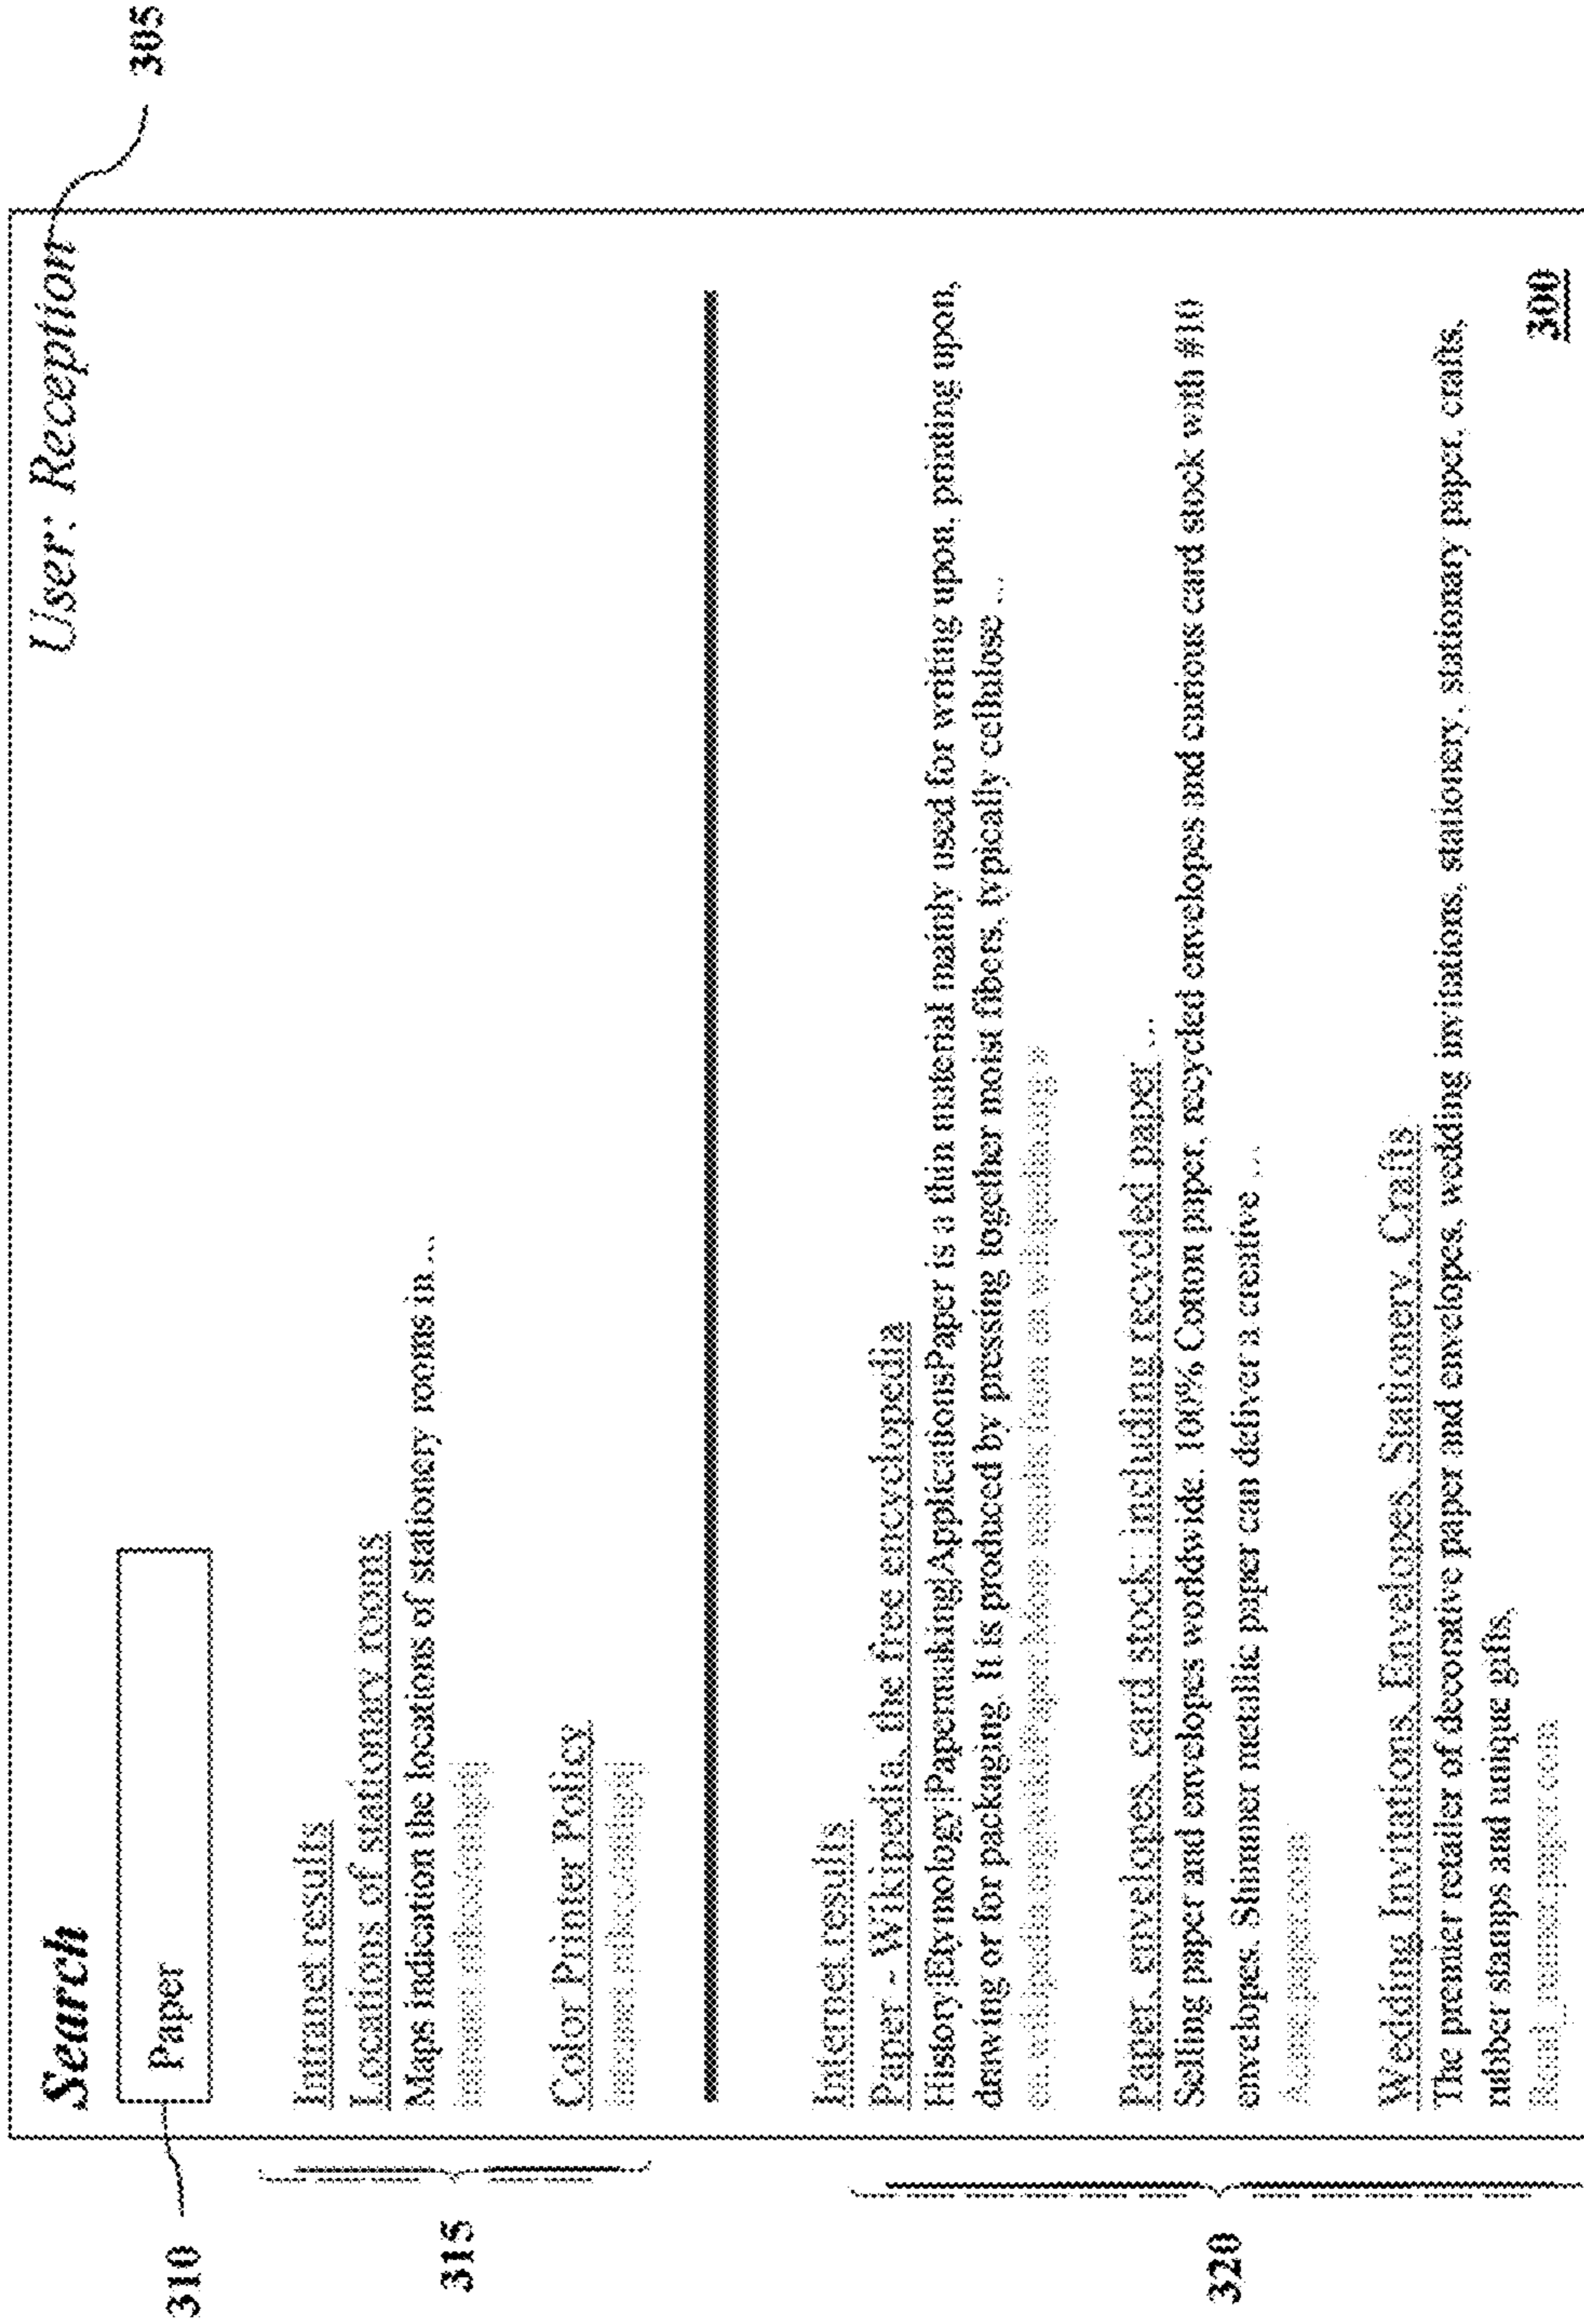 Search
User: Reception
305
310
Paper
315
Intranet results
Locations of stationary rooms
Maps indication the locations of stationery rooms in ...
Color Printer Policy
320
Internet results
Paper - Wikipedia, the free encyclopedia
History|Etymology|Papermaking|ApplicationsPaper is a thin material mainly used for writing upon, printing upon,
drawing or for packaging. It is produced by pressing together moist fibers, typically cellulose ...
Paper, envelopes, card stock: including recycled paper ...
Selling paper and envelopes worldwide. 100% Cotton paper, recycled envelopes and curious card stock with #10
envelopes. Shimmer metallic paper can deliver a creative ...
Wedding Invitations, Envelopes, Stationery, Crafts
The premier retailer of decorative paper and envelopes, wedding invitations, stationery, stationary paper, crafts,
rubber stamps and unique gifts,
300